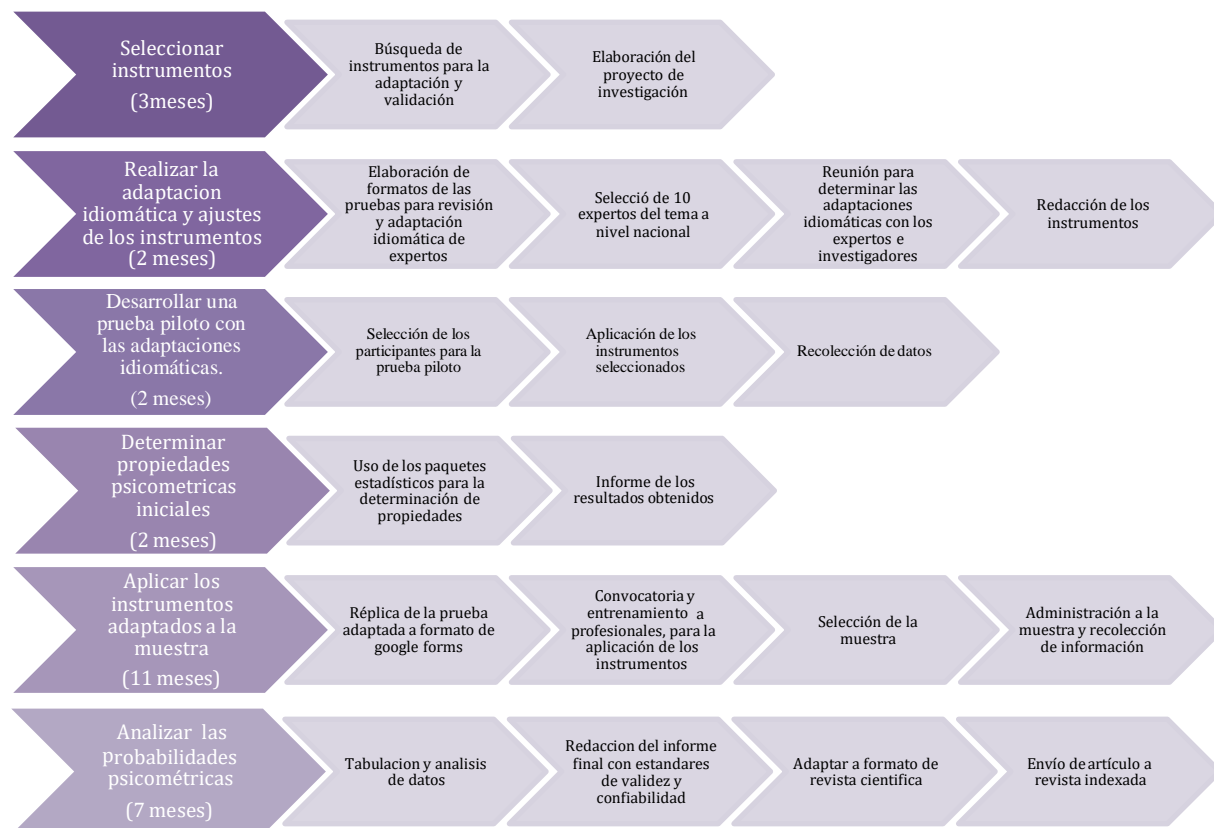 Seleccionar
instrumentos
(3meses)
Búsqueda de
instrumentos para la
adaptación y
validación
Elaboración del
proyecto de
investigación
Realizar la
adaptacion
idiomática y ajustes
de los instrumentos
(2 meses)
Elaboración de
formatos de las
pruebas para revisión
y adaptación
idiomática de
expertos
Selecció de 10
expertos del tema a
nivel nacional
Reunión para
determinar las
adaptaciones
idiomáticas con los
expertos e
investigadores
Redacción de los
instrumentos
Desarrollar una
prueba piloto con
las adaptaciones
idiomáticas.
(2 meses)
Selección de los
participantes para la
prueba piloto
Aplicación de los
instrumentos
seleccionados
Recolección de datos
Determinar
propiedades
psicometricas
iniciales
(2 meses)
Uso de los paquetes
estadísticos para la
determinación de
propiedades
Informe de los
resultados obtenidos
Aplicar los
instrumentos
adaptados a la
muestra
(11 meses)
Réplica de la prueba
adaptada a formato de
google forms
Convocatoria y
entrenamiento a
profesionales, para la
aplicación de los
instrumentos
Selección de la
muestra
Administración a la
muestra y recolección
de información
Analizar las
probabilidades
psicométricas
(7 meses)
Tabulacion y analisis
de datos
Redaccion del informe
final con estandares
de validez y
confiabilidad
Adaptar a formato de
revista cientifica
Envío de artículo a
revista indexada